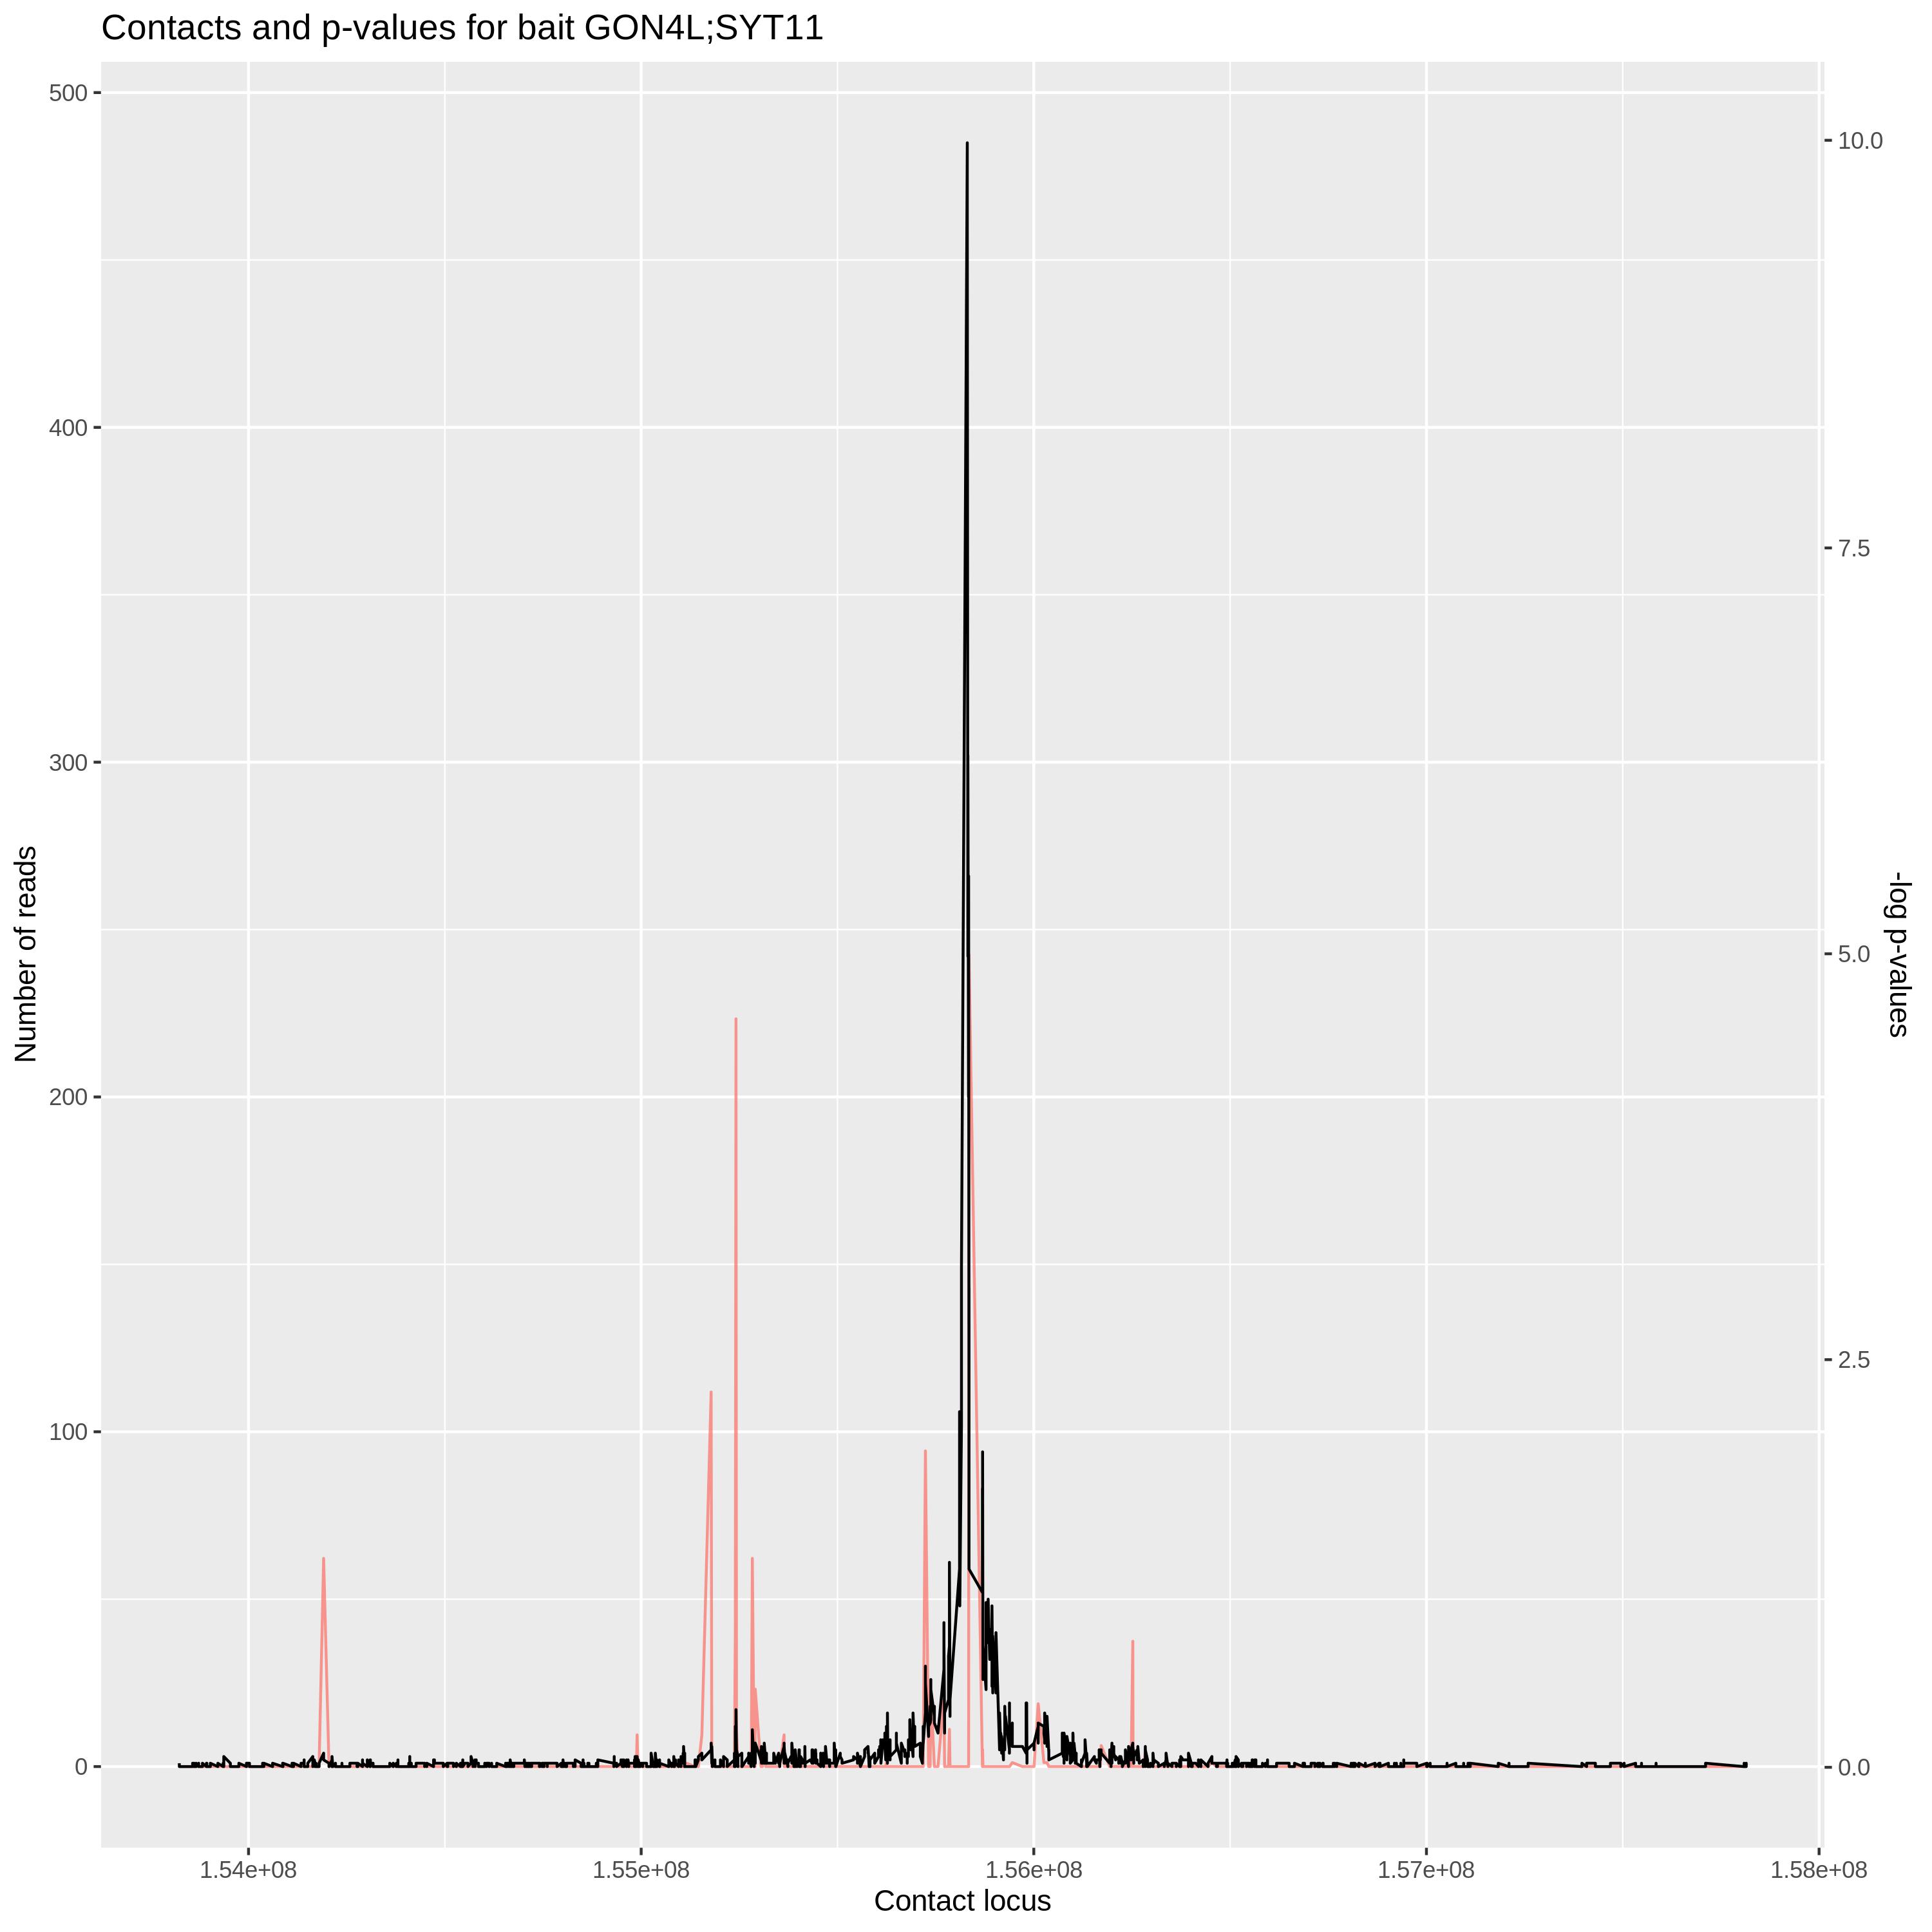 Contacts and p-values for bait GON4L;SYT11
500
400
300
200
100
0
Number of reads
10.0
7.5
5.0
2.5
0.0
-log p-values
1.54e+08 1.55e+08 1.56e+08 1.57e+08 1.58e+08
Contact locus